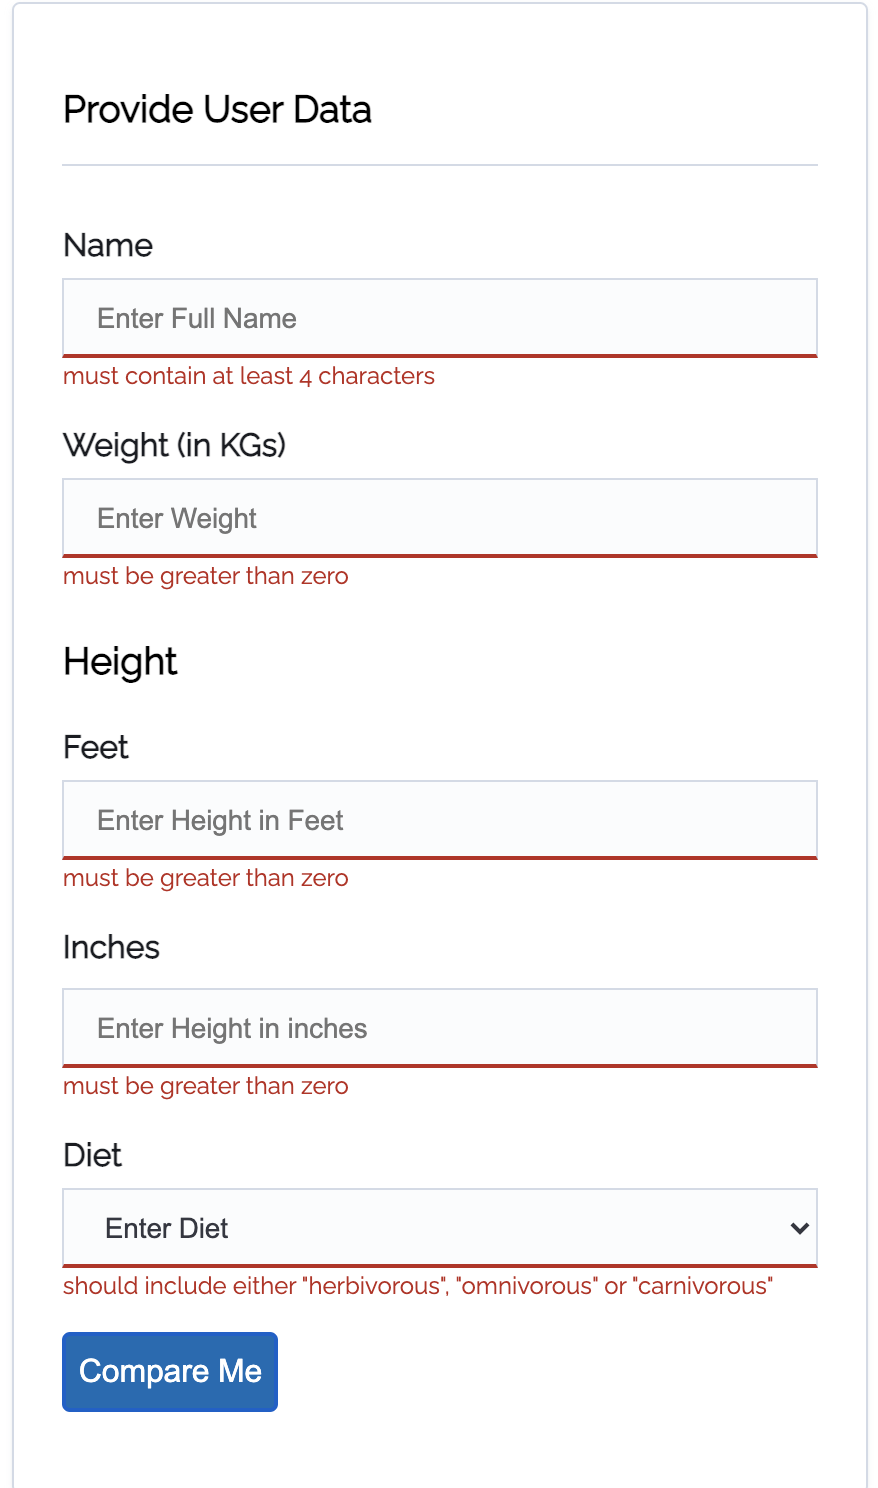 Provide User Data
Name
Enter Full Name
must contain at least 4 characters
Weight (in KGs)
Enter Weight
must be greater than zero
Height
Feet
Enter Height in Feet
must be greater than zero
Inches
Enter Height in inches
must be greater than zero
Diet
Enter Diet
should include either "herbivorous", "omnivorous" or "carnivorous"
Compare Me